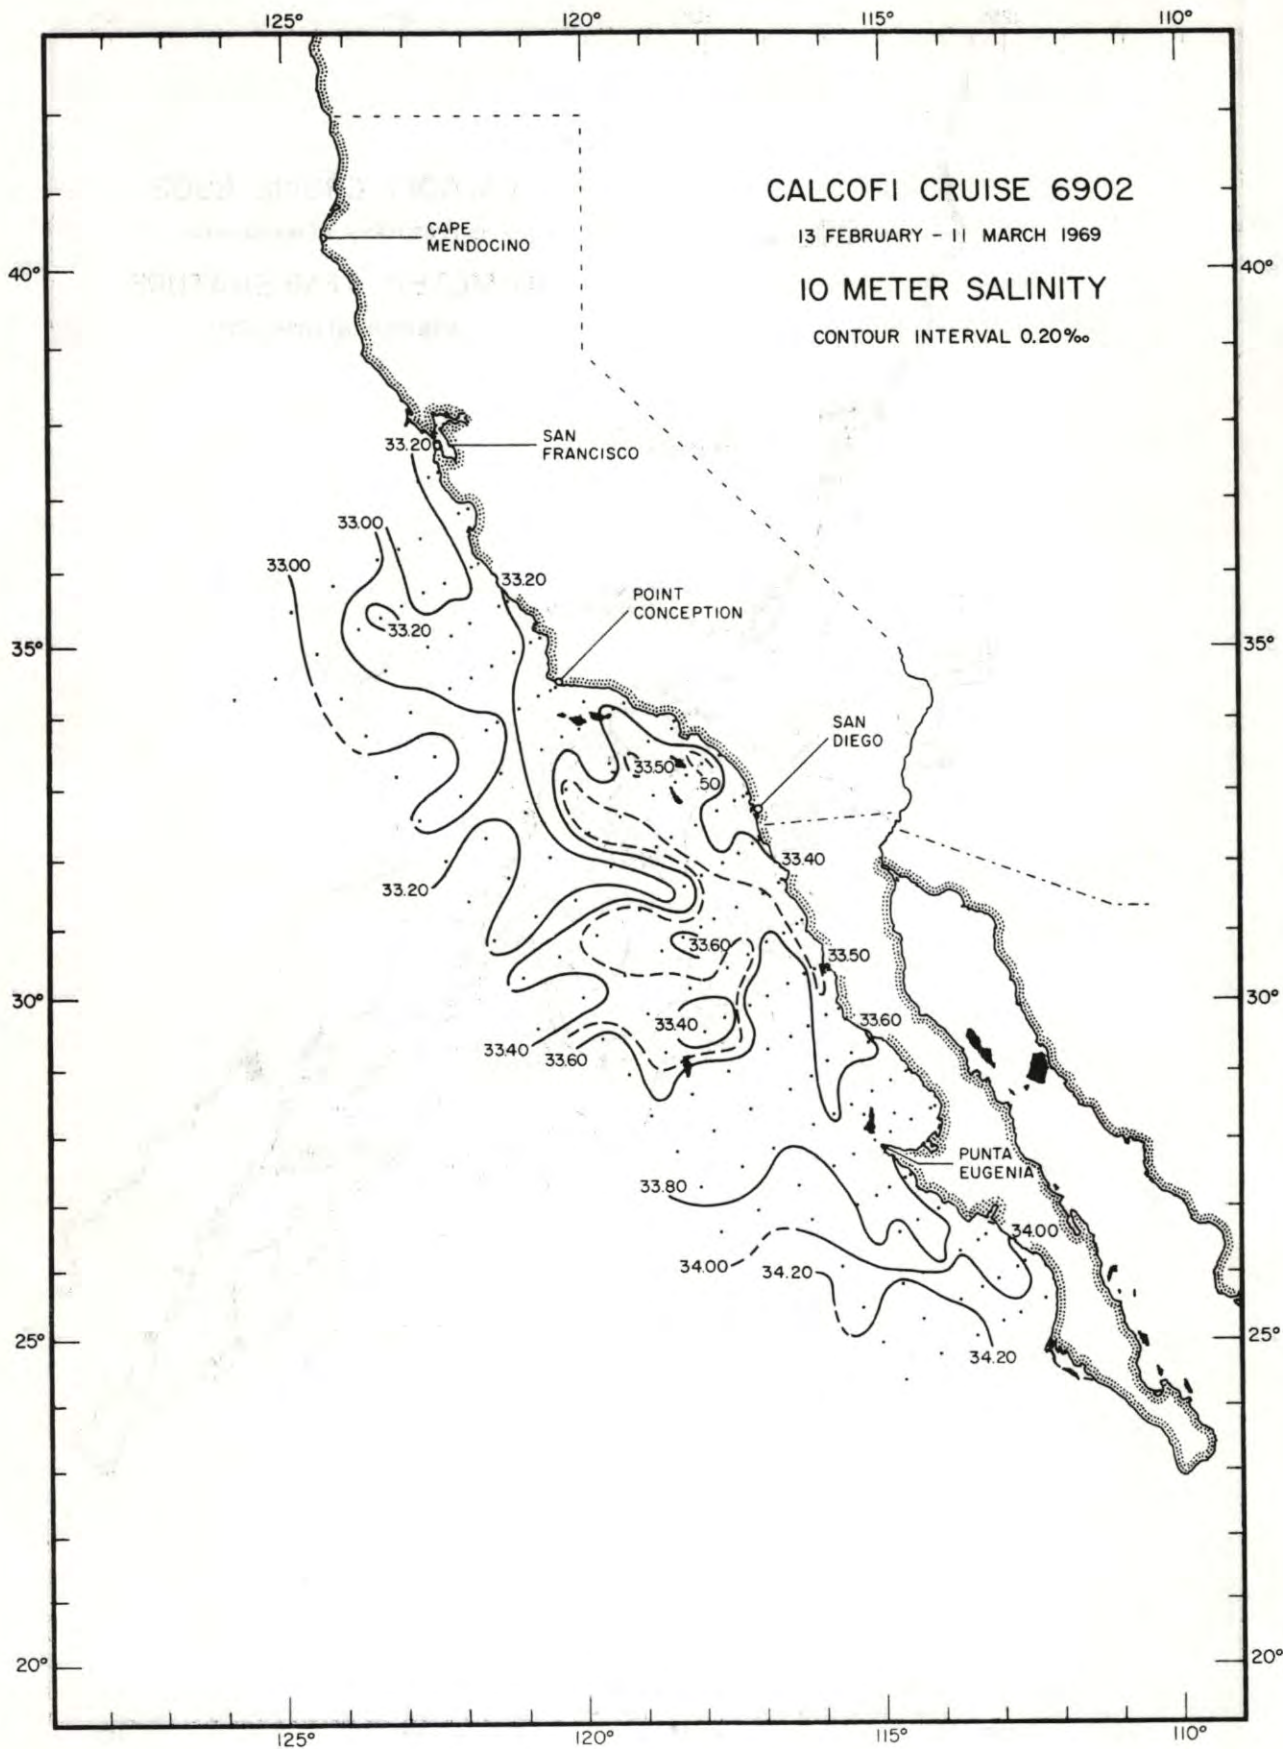 125° 120° 115° 110°
CALCOFI CRUISE 6902
13 FEBRUARY - 11 MARCH 1969
10 METER SALINITY
CONTOUR INTERVAL 0.20‰
CAPE
MENDOCINO
40° 40°
33.20
SAN
FRANCISCO
33.00
33.00
33.20
POINT
CONCEPTION
33.20
35° 35°
SAN
DIEGO
33.50
.50
33.40
33.20
33.60
33.50
30° 30°
33.40
33.60
33.40
33.60
PUNTA
EUGENIA
33.80
34.00
34.00
34.20
25° 25°
34.20
20° 20°
125° 120° 115° 110°